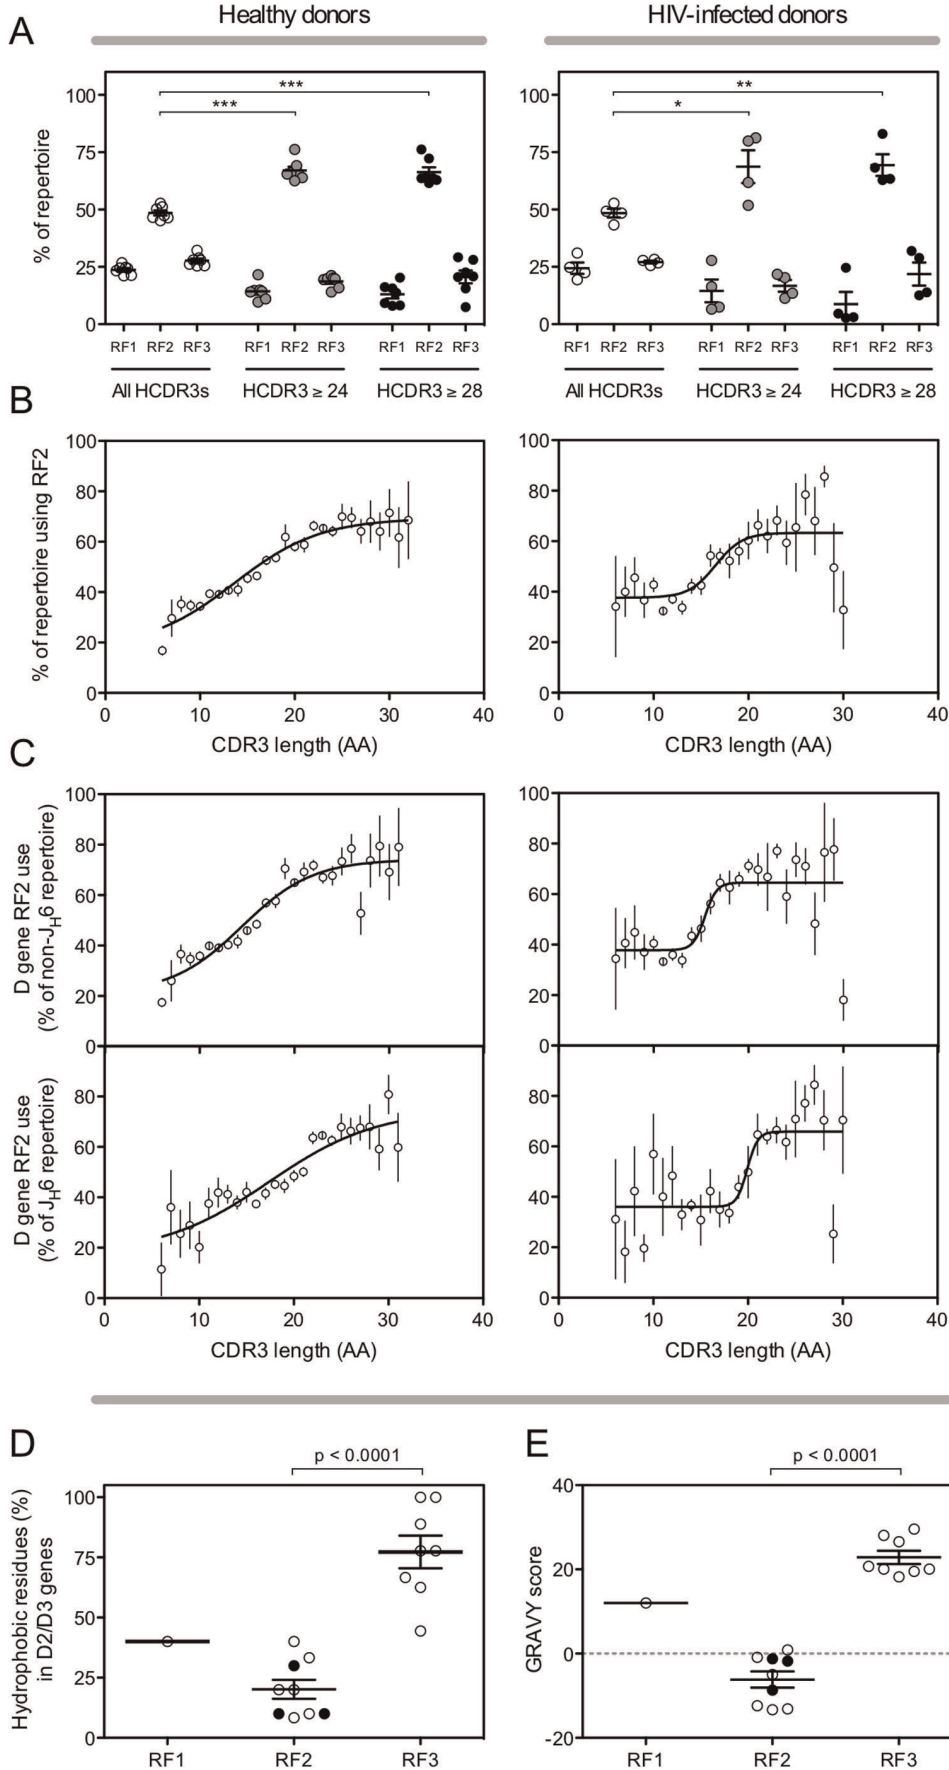 Healthy donors
HIV-infected donors
A
% of repertoire
100
75
50
25
0
***
***
RF1 RF2 RF3 RF1 RF2 RF3 RF1 RF2 RF3
All HCDR3s HCDR3 ≥ 24 HCDR3 ≥ 28
100
75
50
25
0
**
*
RF1 RF2 RF3 RF1 RF2 RF3 RF1 RF2 RF3
All HCDR3s HCDR3 ≥ 24 HCDR3 ≥ 28
B
% of repertoire using RF2
100
80
60
40
20
0
0 10 20 30 40
CDR3 length (AA)
100
80
60
40
20
0
0 10 20 30 40
CDR3 length (AA)
C
D gene RF2 use
(% of non-JH6 repertoire)
100
80
60
40
20
0
100
80
60
40
20
0
D gene RF2 use
(% of JH6 repertoire)
80
60
40
20
0
0 10 20 30 40
CDR3 length (AA)
80
60
40
20
0
0 10 20 30 40
CDR3 length (AA)
D
p < 0.0001
Hydrophobic residues (%)
in D2/D3 genes
100
75
50
25
0
RF1 RF2 RF3
E
p < 0.0001
GRAVY score
40
20
0
-20
RF1 RF2 RF3